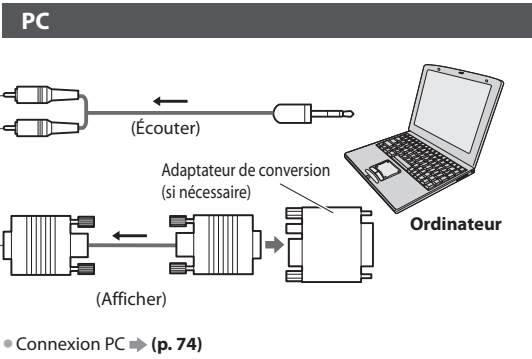 PC
(Écouter)
Adaptateur de conversion
(si nécessaire)
Ordinateur
(Afficher)
Connexion PC ➡ (p. 74)